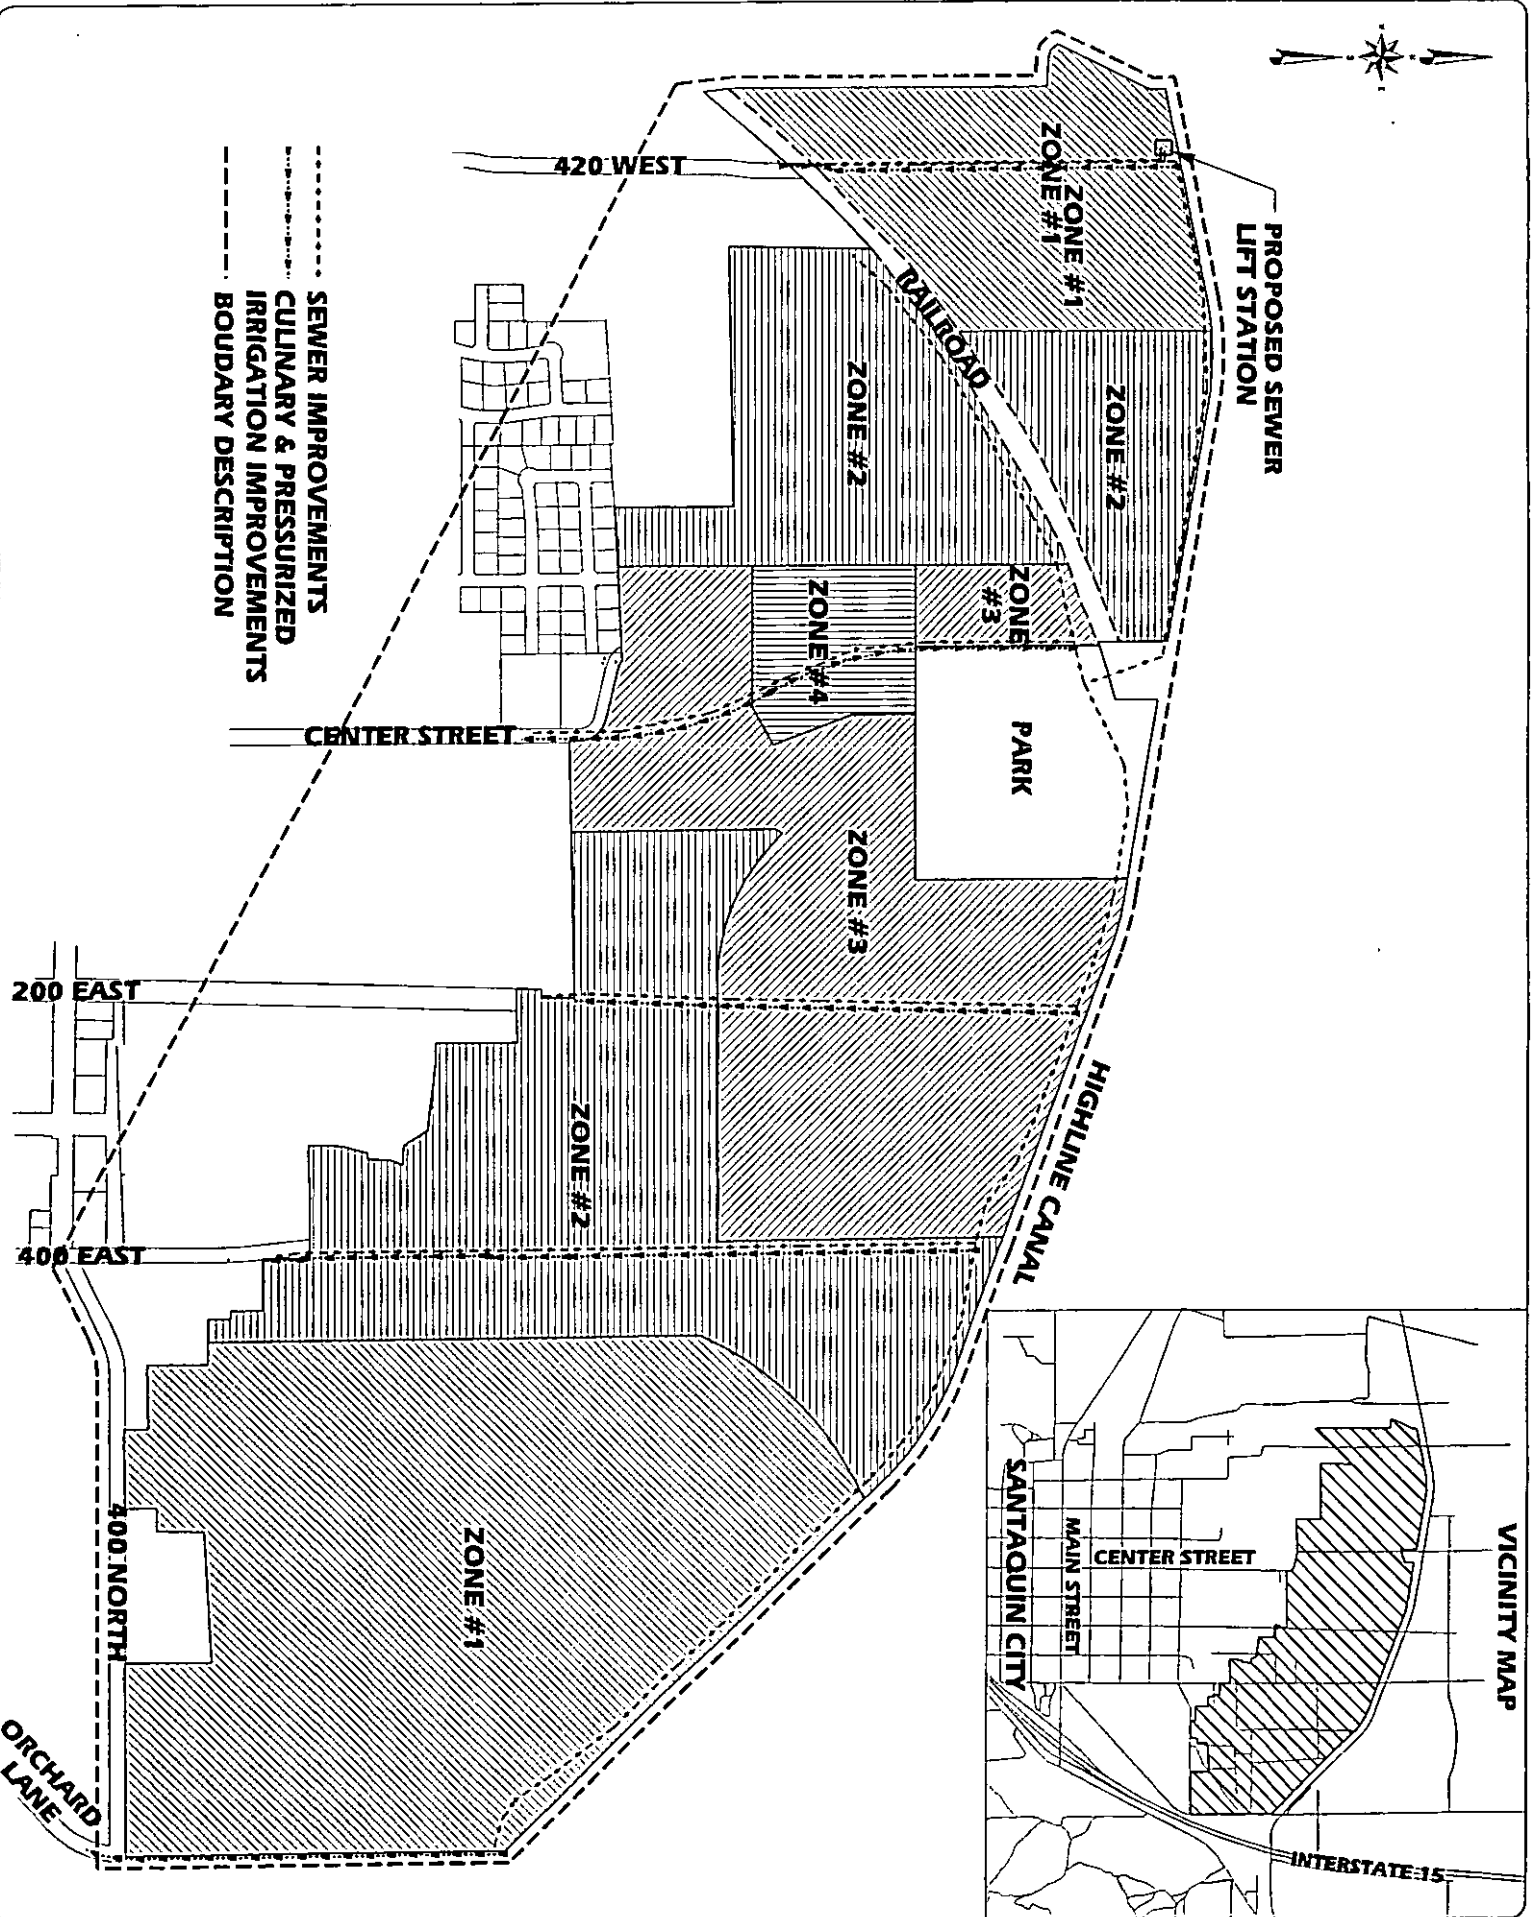 PROPOSED SEWER
LIFT STATION
420 WEST
ZONE #1
ZONE #1
RAILROAD
ZONE #2
ZONE #2
ZONE
#3
ZONE #4
PARK
CENTER STREET
ZONE #3
200 EAST
HIGHLINE CANAL
ZONE #2
400 EAST
ZONE #1
400 NORTH
ORCHARD
LANE
SEWER IMPROVEMENTS
CULINARY & PRESSURIZED
IRRIGATION IMPROVEMENTS
BOUDARY DESCRIPTION
VICINITY MAP
CENTER STREET
MAIN STREET
SANTAQUIN CITY
INTERSTATE 15